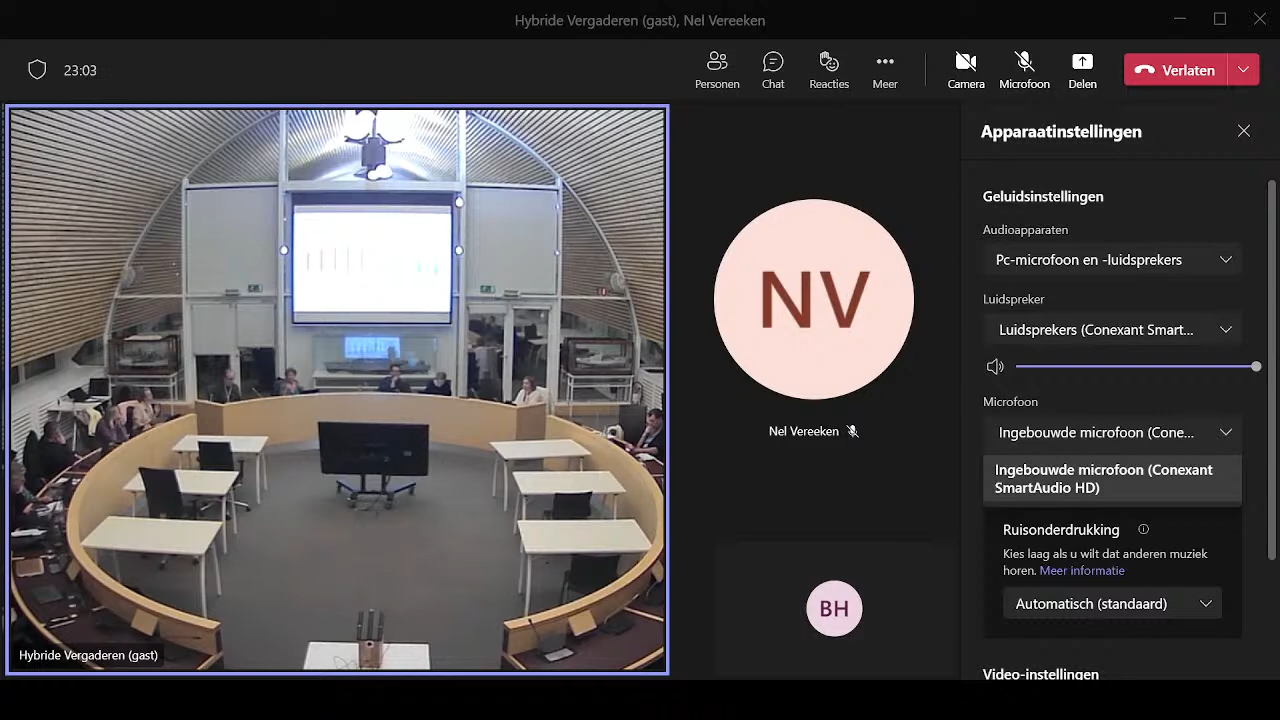 Hybride Vergaderen (gast), Nel Vereeken
23:03
Personen
Chat
Reacties
Meer
Camera
Microfoon
Delen
Verlaten
Hybride Vergaderen (gast)
NV
Nel Vereeken
BH
Apparaatinstellingen
Geluidsinstellingen
Audioapparaten
Pc-microfoon en -luidsprekers
Luidspreker
Luidsprekers (Conexant Smart...
Microfoon
Ingebouwde microfoon (Cone...
Ingebouwde microfoon (Conexant
SmartAudio HD)
Ruisonderdrukking
Kies laag als u wilt dat anderen muziek
horen. Meer informatie
Automatisch (standaard)
Video-instellingen